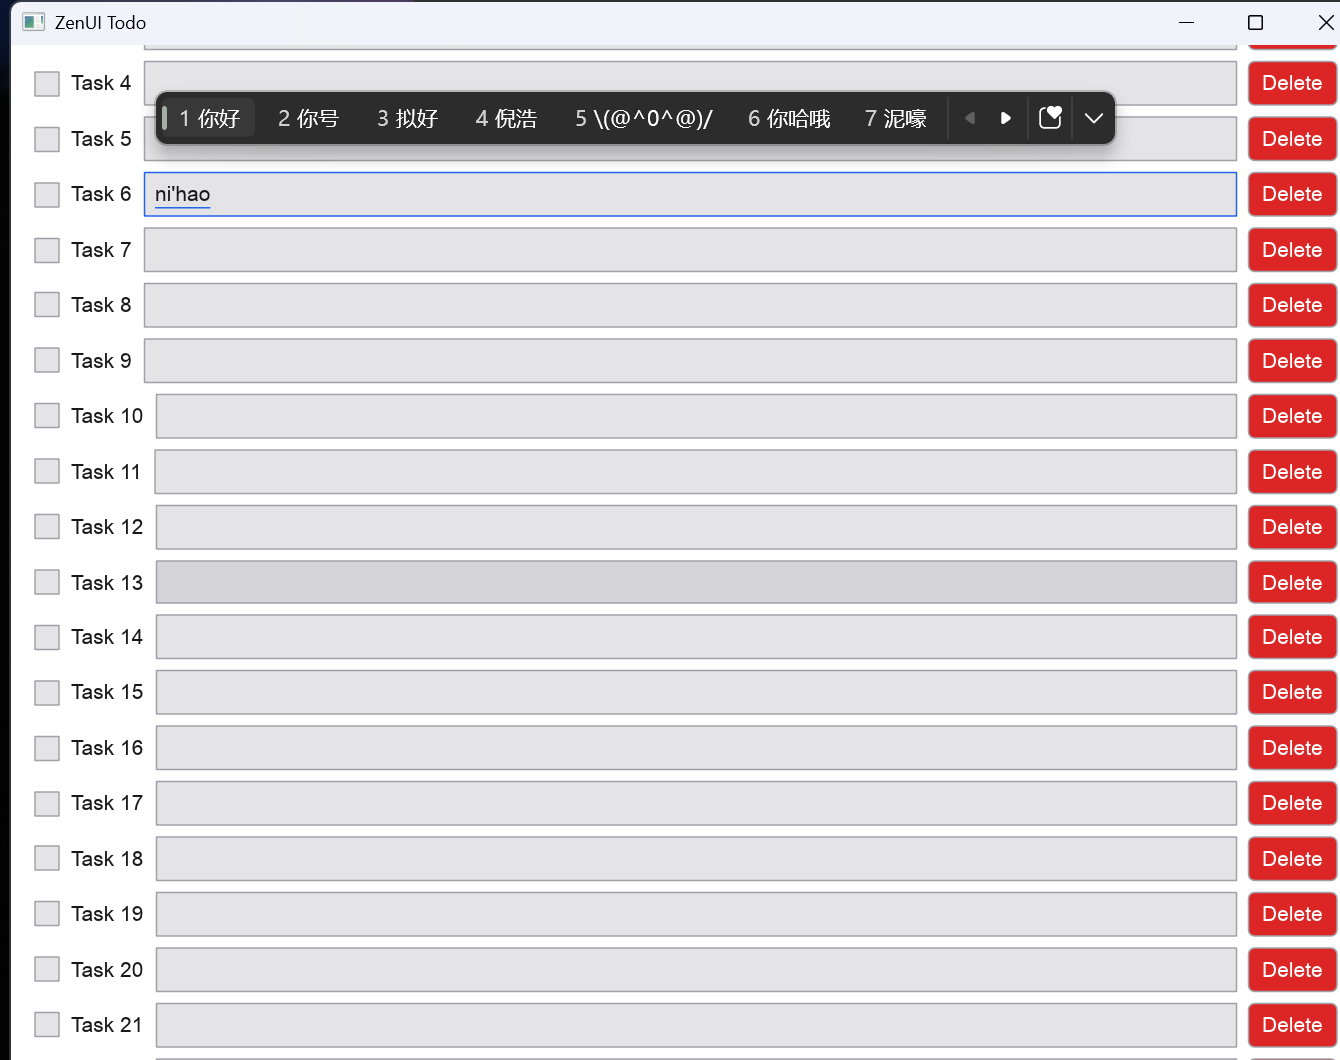 ZenUI Todo
Task 4 Delete
1 你好 2 你号 3 拟好 4 倪浩 5 \(@^0^@)/ 6 你哈哦 7 泥嚎
Task 5 Delete
Task 6 ni'hao Delete
Task 7 Delete
Task 8 Delete
Task 9 Delete
Task 10 Delete
Task 11 Delete
Task 12 Delete
Task 13 Delete
Task 14 Delete
Task 15 Delete
Task 16 Delete
Task 17 Delete
Task 18 Delete
Task 19 Delete
Task 20 Delete
Task 21 Delete